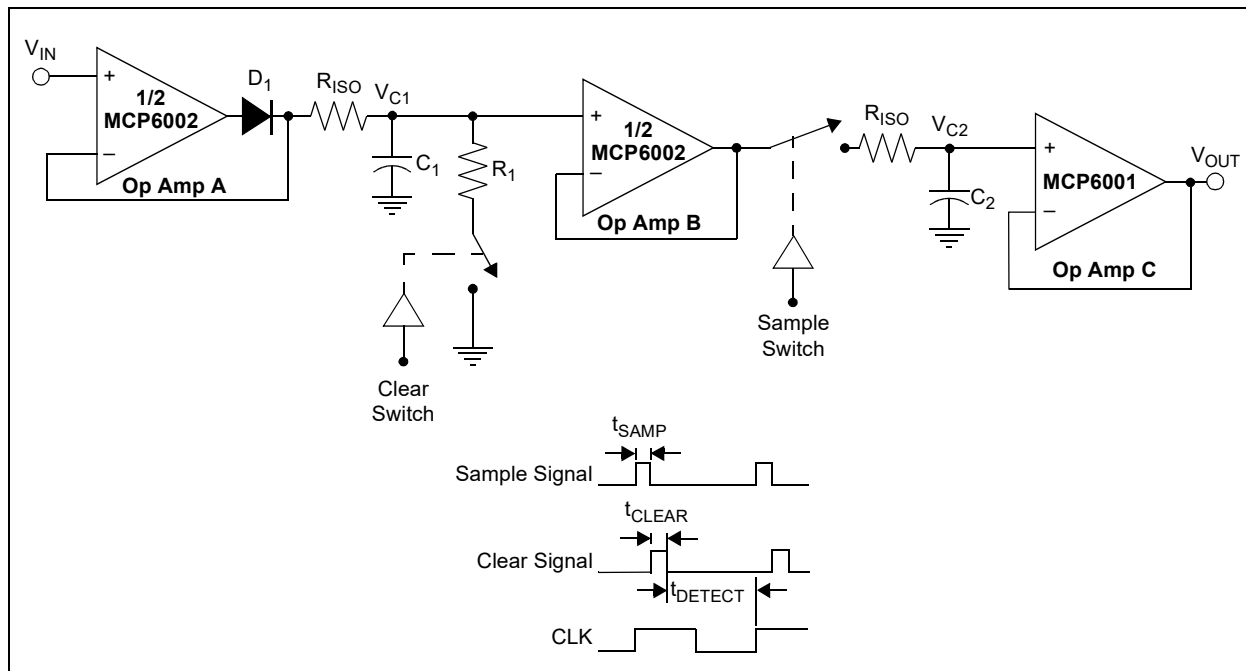 V_IN
+
−
1/2
MCP6002
Op Amp A
D_1
R_ISO
V_C1
C_1
R_1
Clear
Switch
+
−
1/2
MCP6002
Op Amp B
Sample
Switch
R_ISO
V_C2
C_2
+
−
MCP6001
Op Amp C
V_OUT
t_SAMP
Sample Signal
t_CLEAR
Clear Signal
t_DETECT
CLK